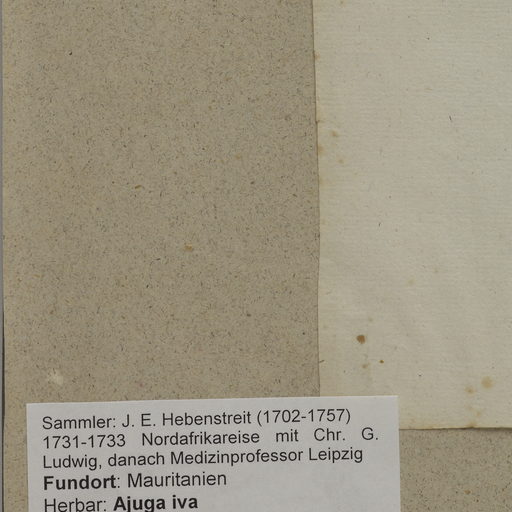 Sammler: J. E. Hebenstreit (1702-1757)
1731-1733 Nordafrikareise mit Chr. G.
Ludwig, danach Medizinprofessor Leipzig
Fundort: Mauritanien
Herbar: Ajuga iva